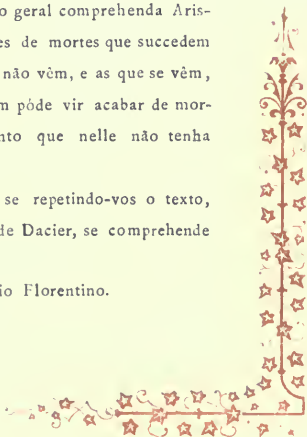 o geral comprehenda Aris-
es de mortes que succedem
não vêm, e as que se vêm,
m póde vir acabar de mor-
nto que nelle não tenha
se repetindo-vos o texto,
de Dacier, se comprehende
io Florentino.